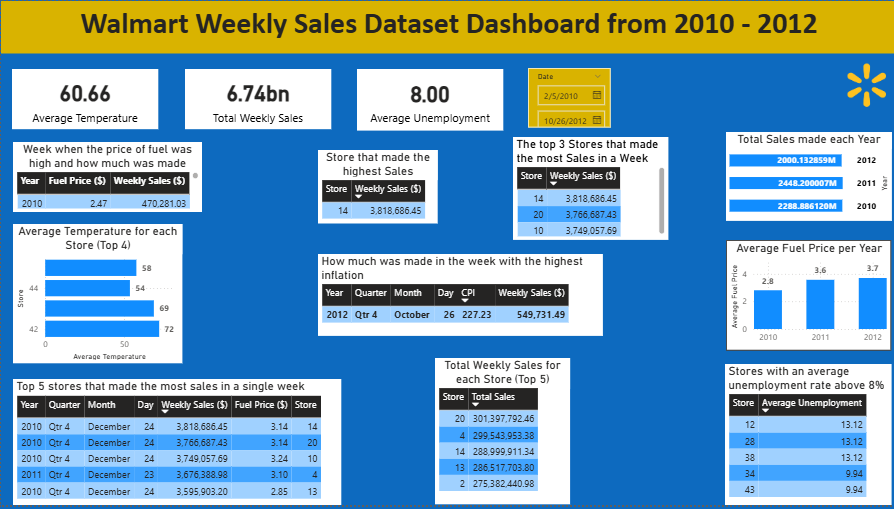 Walmart Weekly Sales Dataset Dashboard from 2010 - 2012
60.66
Average Temperature
6.74bn
Total Weekly Sales
8.00
Average Unemployment
Date
2/5/2010
10/26/2012
Week when the price of fuel was
high and how much was made
Year Fuel Price ($) Weekly Sales ($)
2010 2.47 470,281.03
Store that made the
highest Sales
Store Weekly Sales ($)
14 3,818,686.45
The top 3 Stores that made
the most Sales in a Week
Store Weekly Sales ($)
14 3,818,686.45
20 3,766,687.43
10 3,749,057.69
Total Sales made each Year
2000.132859M 2012
2448.200007M 2011
2288.886120M 2010
Year
Average Temperature for each
Store (Top 4)
Store
58
44 54
69
42 72
0 50
Average Temperature
How much was made in the week with the highest
inflation
Year Quarter Month Day CPI Weekly Sales ($)
2012 Qtr 4 October 26 227.23 549,731.49
Average Fuel Price per Year
Average Fuel Price
4
2
0
2.8 3.6 3.7
2010 2011 2012
Top 5 stores that made the most sales in a single week
Year Quarter Month Day Weekly Sales ($) Fuel Price ($) Store
2010 Qtr 4 December 24 3,818,686.45 3.14 14
2010 Qtr 4 December 24 3,766,687.43 3.14 20
2010 Qtr 4 December 24 3,749,057.69 3.24 10
2011 Qtr 4 December 23 3,676,388.98 3.10 4
2010 Qtr 4 December 24 3,595,903.20 2.85 13
Total Weekly Sales for
each Store (Top 5)
Store Total Sales
20 301,397,792.46
4 299,543,953.38
14 288,999,911.34
13 286,517,703.80
2 275,382,440.98
Stores with an average
unemployment rate above 8%
Store Average Unemployment
12 13.12
28 13.12
38 13.12
34 9.94
43 9.94